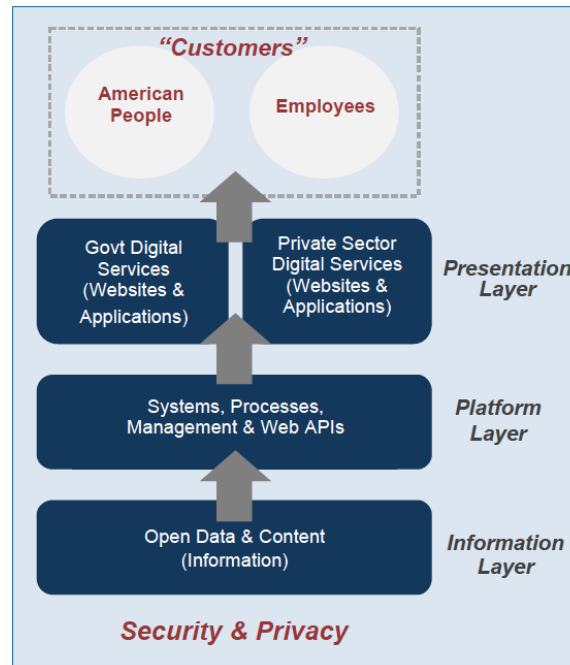 “Customers”
American
People
Employees
Govt Digital
Services
(Websites &
Applications)
Private Sector
Digital Services
(Websites &
Applications)
Presentation
Layer
Systems, Processes,
Management & Web APIs
Platform
Layer
Open Data & Content
(Information)
Information
Layer
Security & Privacy